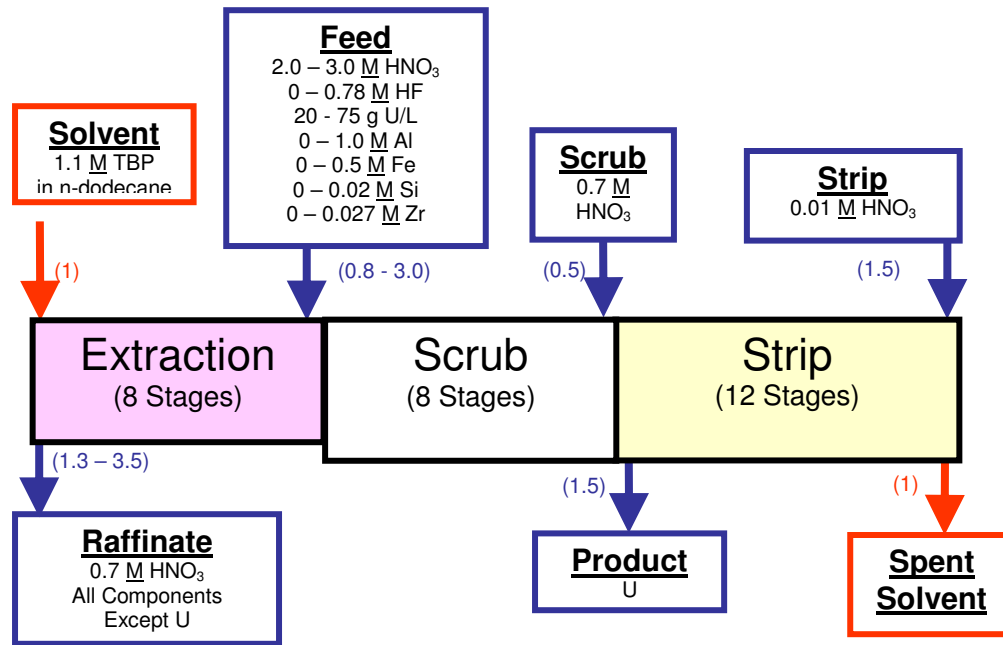 Solvent
1.1 M TBP
in n-dodecane
Feed
2.0 – 3.0 M HNO₃
0 – 0.78 M HF
20 - 75 g U/L
0 – 1.0 M Al
0 – 0.5 M Fe
0 – 0.02 M Si
0 – 0.027 M Zr
Scrub
0.7 M
HNO₃
Strip
0.01 M HNO₃
(1)
(0.8 - 3.0)
(0.5)
(1.5)
Extraction
(8 Stages)
Scrub
(8 Stages)
Strip
(12 Stages)
(1.3 – 3.5)
(1.5)
(1)
Raffinate
0.7 M HNO₃
All Components
Except U
Product
U
Spent
Solvent